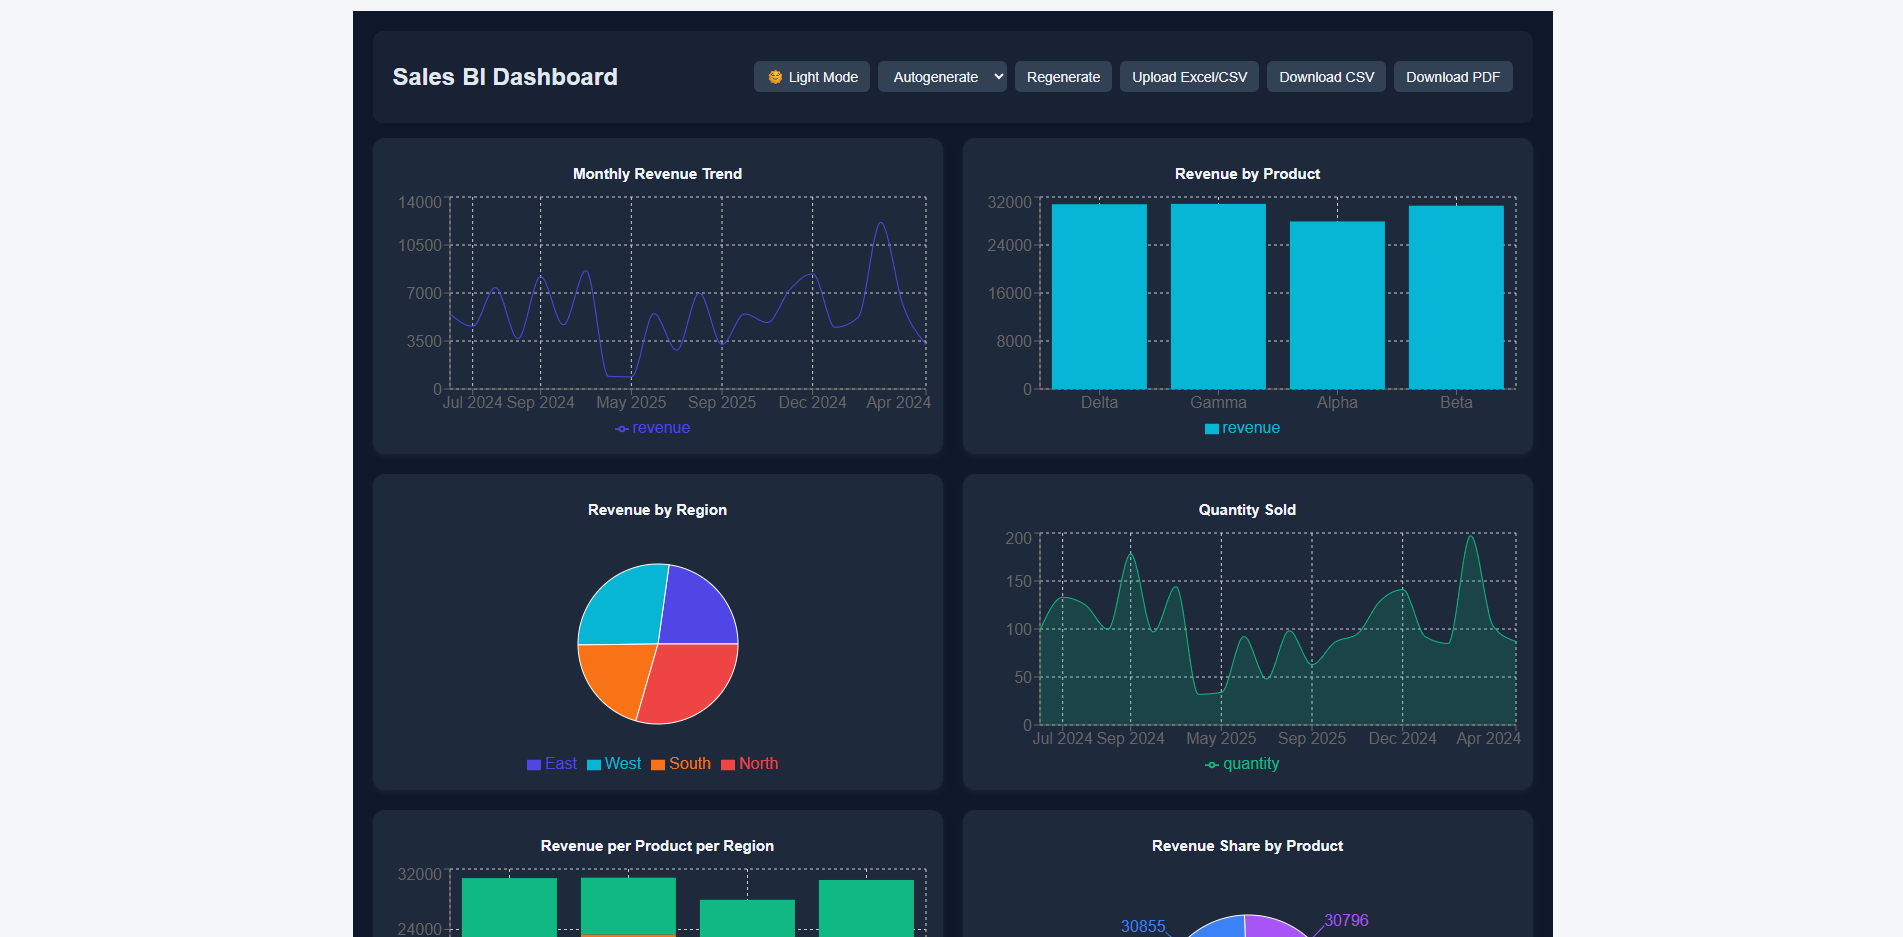 Sales BI Dashboard
🌞 Light Mode
Autogenerate
Regenerate
Upload Excel/CSV
Download CSV
Download PDF
Monthly Revenue Trend
14000
10500
7000
3500
0
Jul 2024 Sep 2024 May 2025 Sep 2025 Dec 2024 Apr 2024
revenue
Revenue by Product
32000
24000
16000
8000
0
Delta Gamma Alpha Beta
revenue
Revenue by Region
East West South North
Quantity Sold
200
150
100
50
0
Jul 2024 Sep 2024 May 2025 Sep 2025 Dec 2024 Apr 2024
quantity
Revenue per Product per Region
32000
24000
Revenue Share by Product
30855
30796